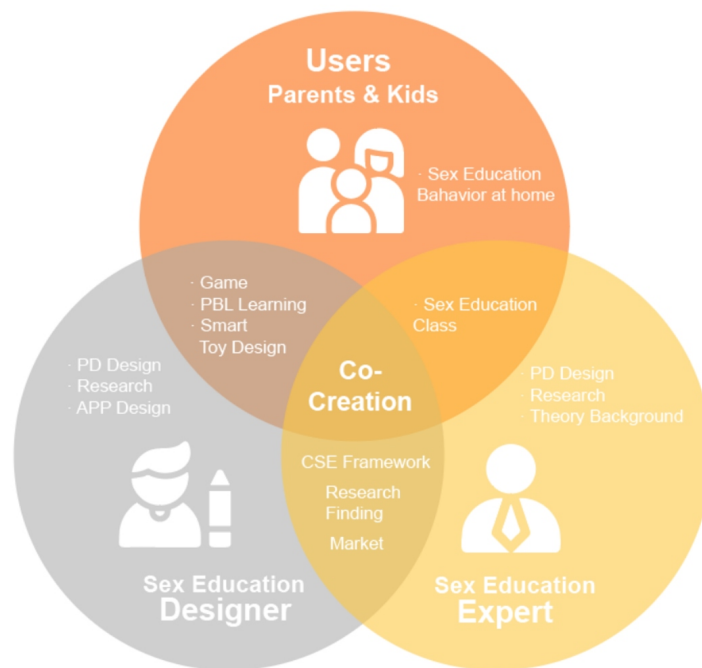 Users
Parents & Kids
· Sex Education
Bahavior at home
· Game
· PBL Learning
· Smart
Toy Design
· Sex Education
Class
· PD Design
· Research
· APP Design
Co-
Creation
· PD Design
· Research
· Theory Background
CSE Framework
Research
Finding
Market
Sex Education
Designer
Sex Education
Expert